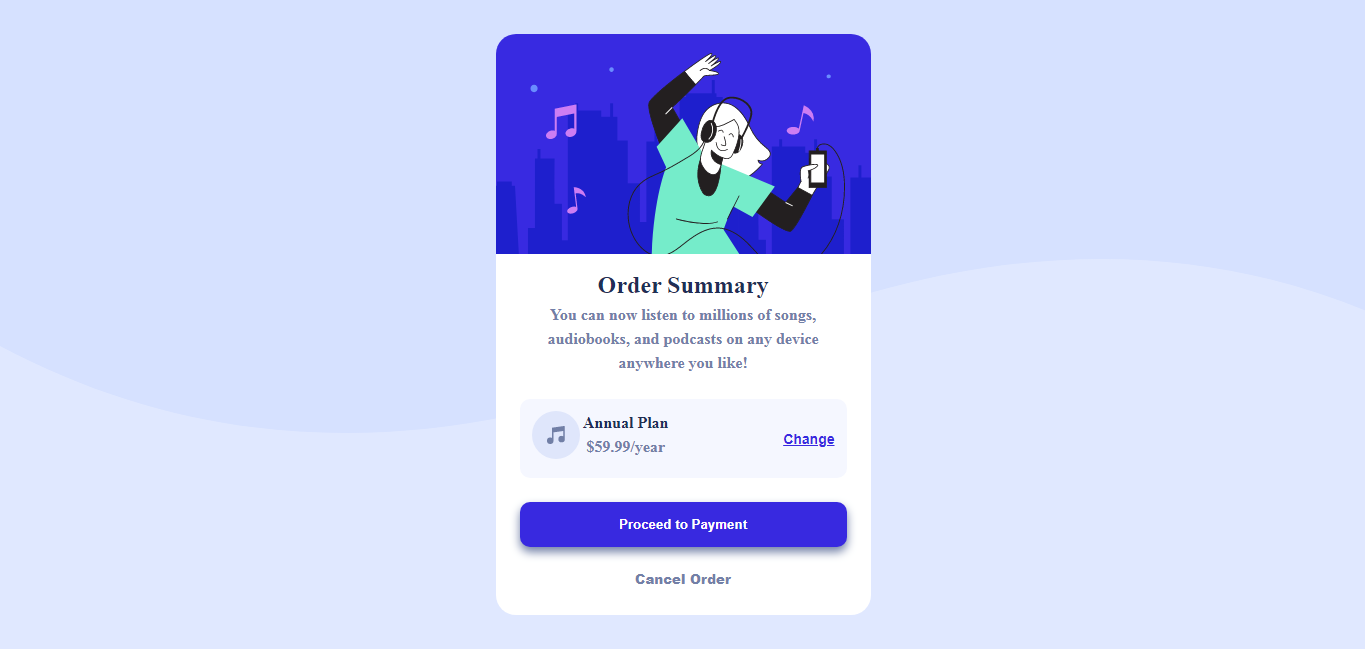 Order Summary
You can now listen to millions of songs,
audiobooks, and podcasts on any device
anywhere you like!
Annual Plan
$59.99/year
Change
Proceed to Payment
Cancel Order